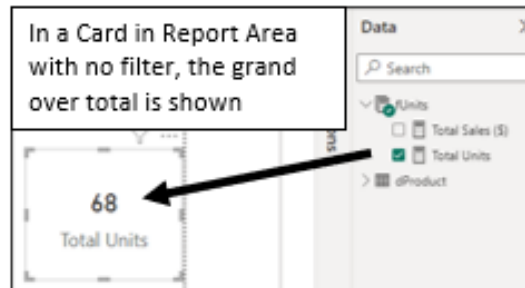 In a Card in Report Area
with no filter, the grand
over total is shown
68
Total Units
Data
Search
fUnits
Total Sales ($)
Total Units
dProduct